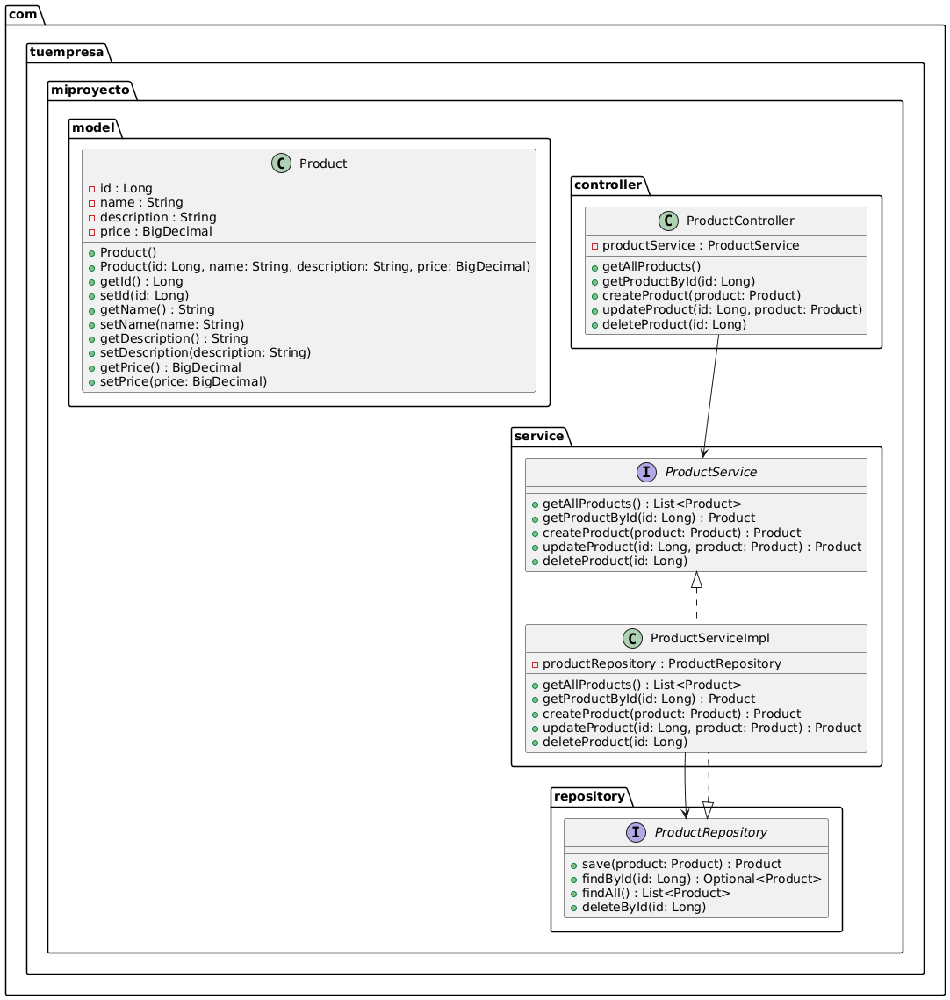 com
tuempresa
miproyecto
model
C Product
id : Long
name : String
description : String
price : BigDecimal
Product()
Product(id: Long, name: String, description: String, price: BigDecimal)
getId() : Long
setId(id: Long)
getName() : String
setName(name: String)
getDescription() : String
setDescription(description: String)
getPrice() : BigDecimal
setPrice(price: BigDecimal)
controller
C ProductController
productService : ProductService
getAllProducts()
getProductById(id: Long)
createProduct(product: Product)
updateProduct(id: Long, product: Product)
deleteProduct(id: Long)
service
I ProductService
getAllProducts() : List<Product>
getProductById(id: Long) : Product
createProduct(product: Product) : Product
updateProduct(id: Long, product: Product) : Product
deleteProduct(id: Long)
C ProductServiceImpl
productRepository : ProductRepository
getAllProducts() : List<Product>
getProductById(id: Long) : Product
createProduct(product: Product) : Product
updateProduct(id: Long, product: Product) : Product
deleteProduct(id: Long)
repository
I ProductRepository
save(product: Product) : Product
findById(id: Long) : Optional<Product>
findAll() : List<Product>
deleteById(id: Long)